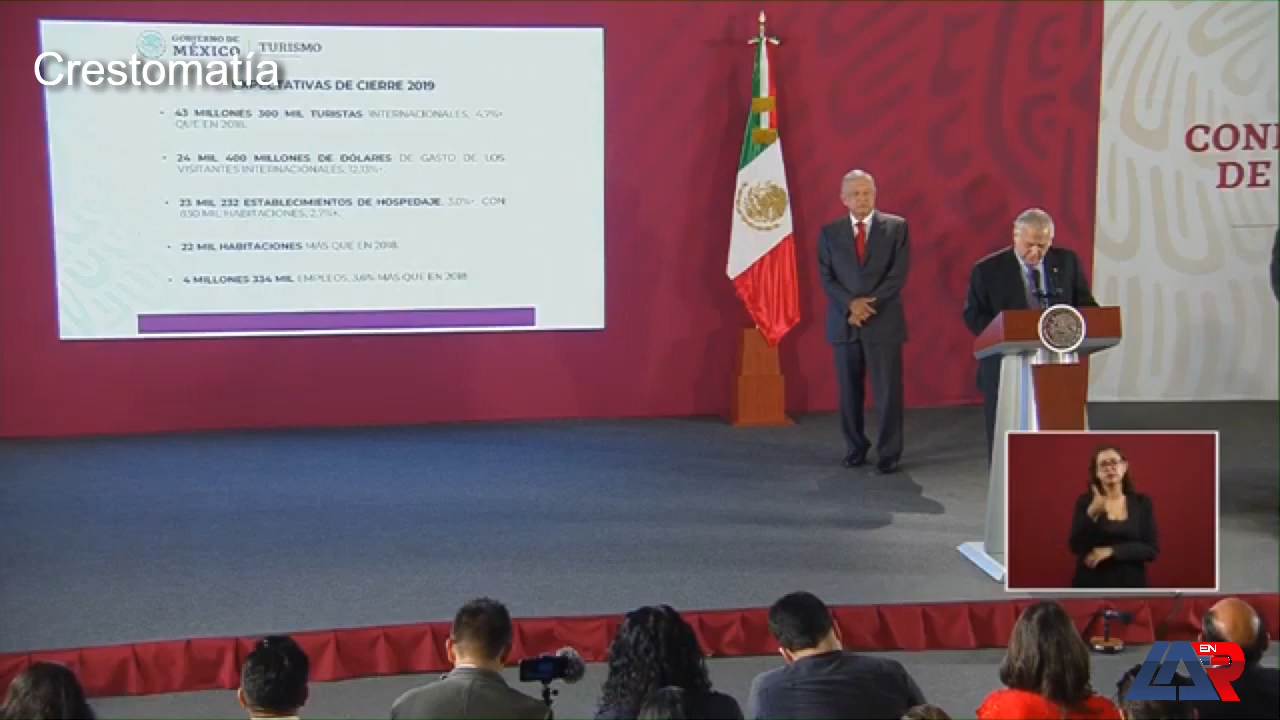 GOBIERNO DE
MÉXICO
TURISMO
Crestomatía
EXPECTATIVAS DE CIERRE 2019
• 43 MILLONES 300 MIL TURISTAS INTERNACIONALES, 4.7%+
QUE EN 2018.
• 24 MIL 400 MILLONES DE DÓLARES DE GASTO DE LOS
VISITANTES INTERNACIONALES, 12.13%+.
• 23 MIL 232 ESTABLECIMIENTOS DE HOSPEDAJE, 3.0%+, CON
MIL HABITACIONES, 2.7%+.
• 22 MIL HABITACIONES MÁS QUE EN 2018.
• 4 MILLONES 334 MIL EMPLEOS, 3.6% MÁS QUE EN 2018
CON
DE
EN
LAR